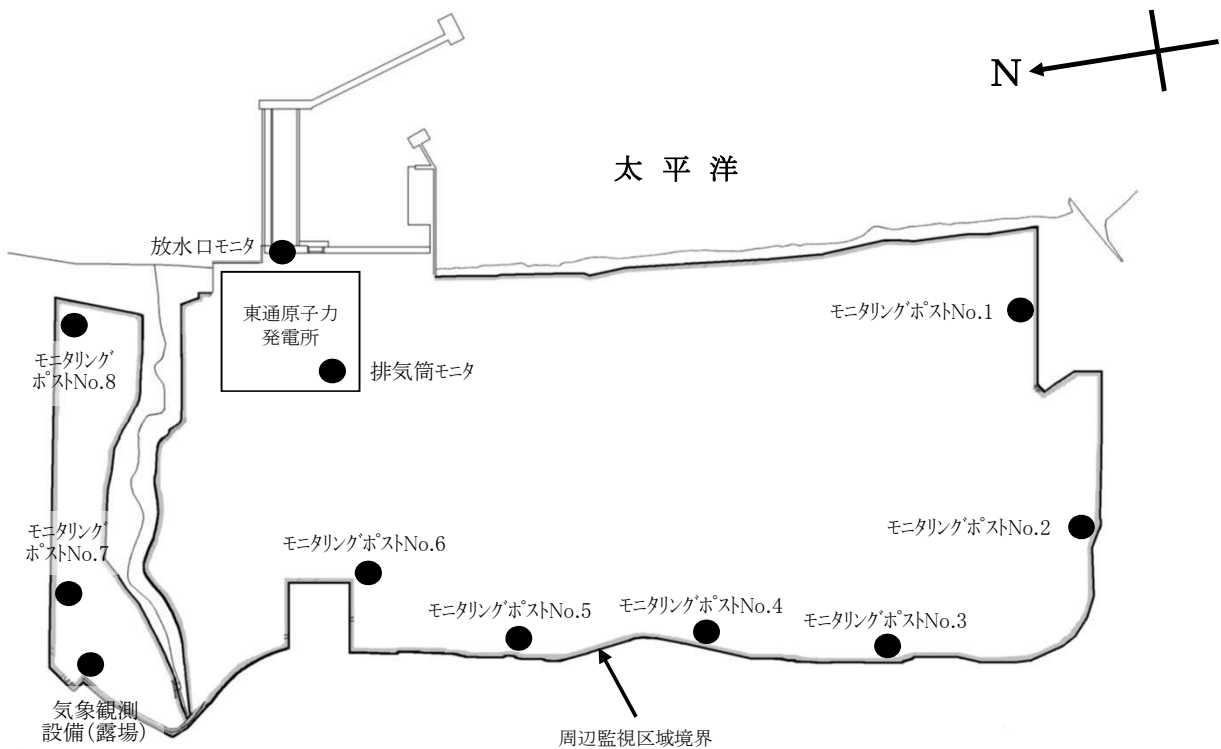 N
太平洋
放水口モニタ
東通原子力
発電所
モニタリングポストNo.1
モニタリング
ポストNo.8
排気筒モニタ
モニタリング
ポストNo.7
モニタリングポストNo.2
モニタリングポストNo.6
モニタリングポストNo.5
モニタリングポストNo.4
モニタリングポストNo.3
気象観測
設備(露場)
周辺監視区域境界